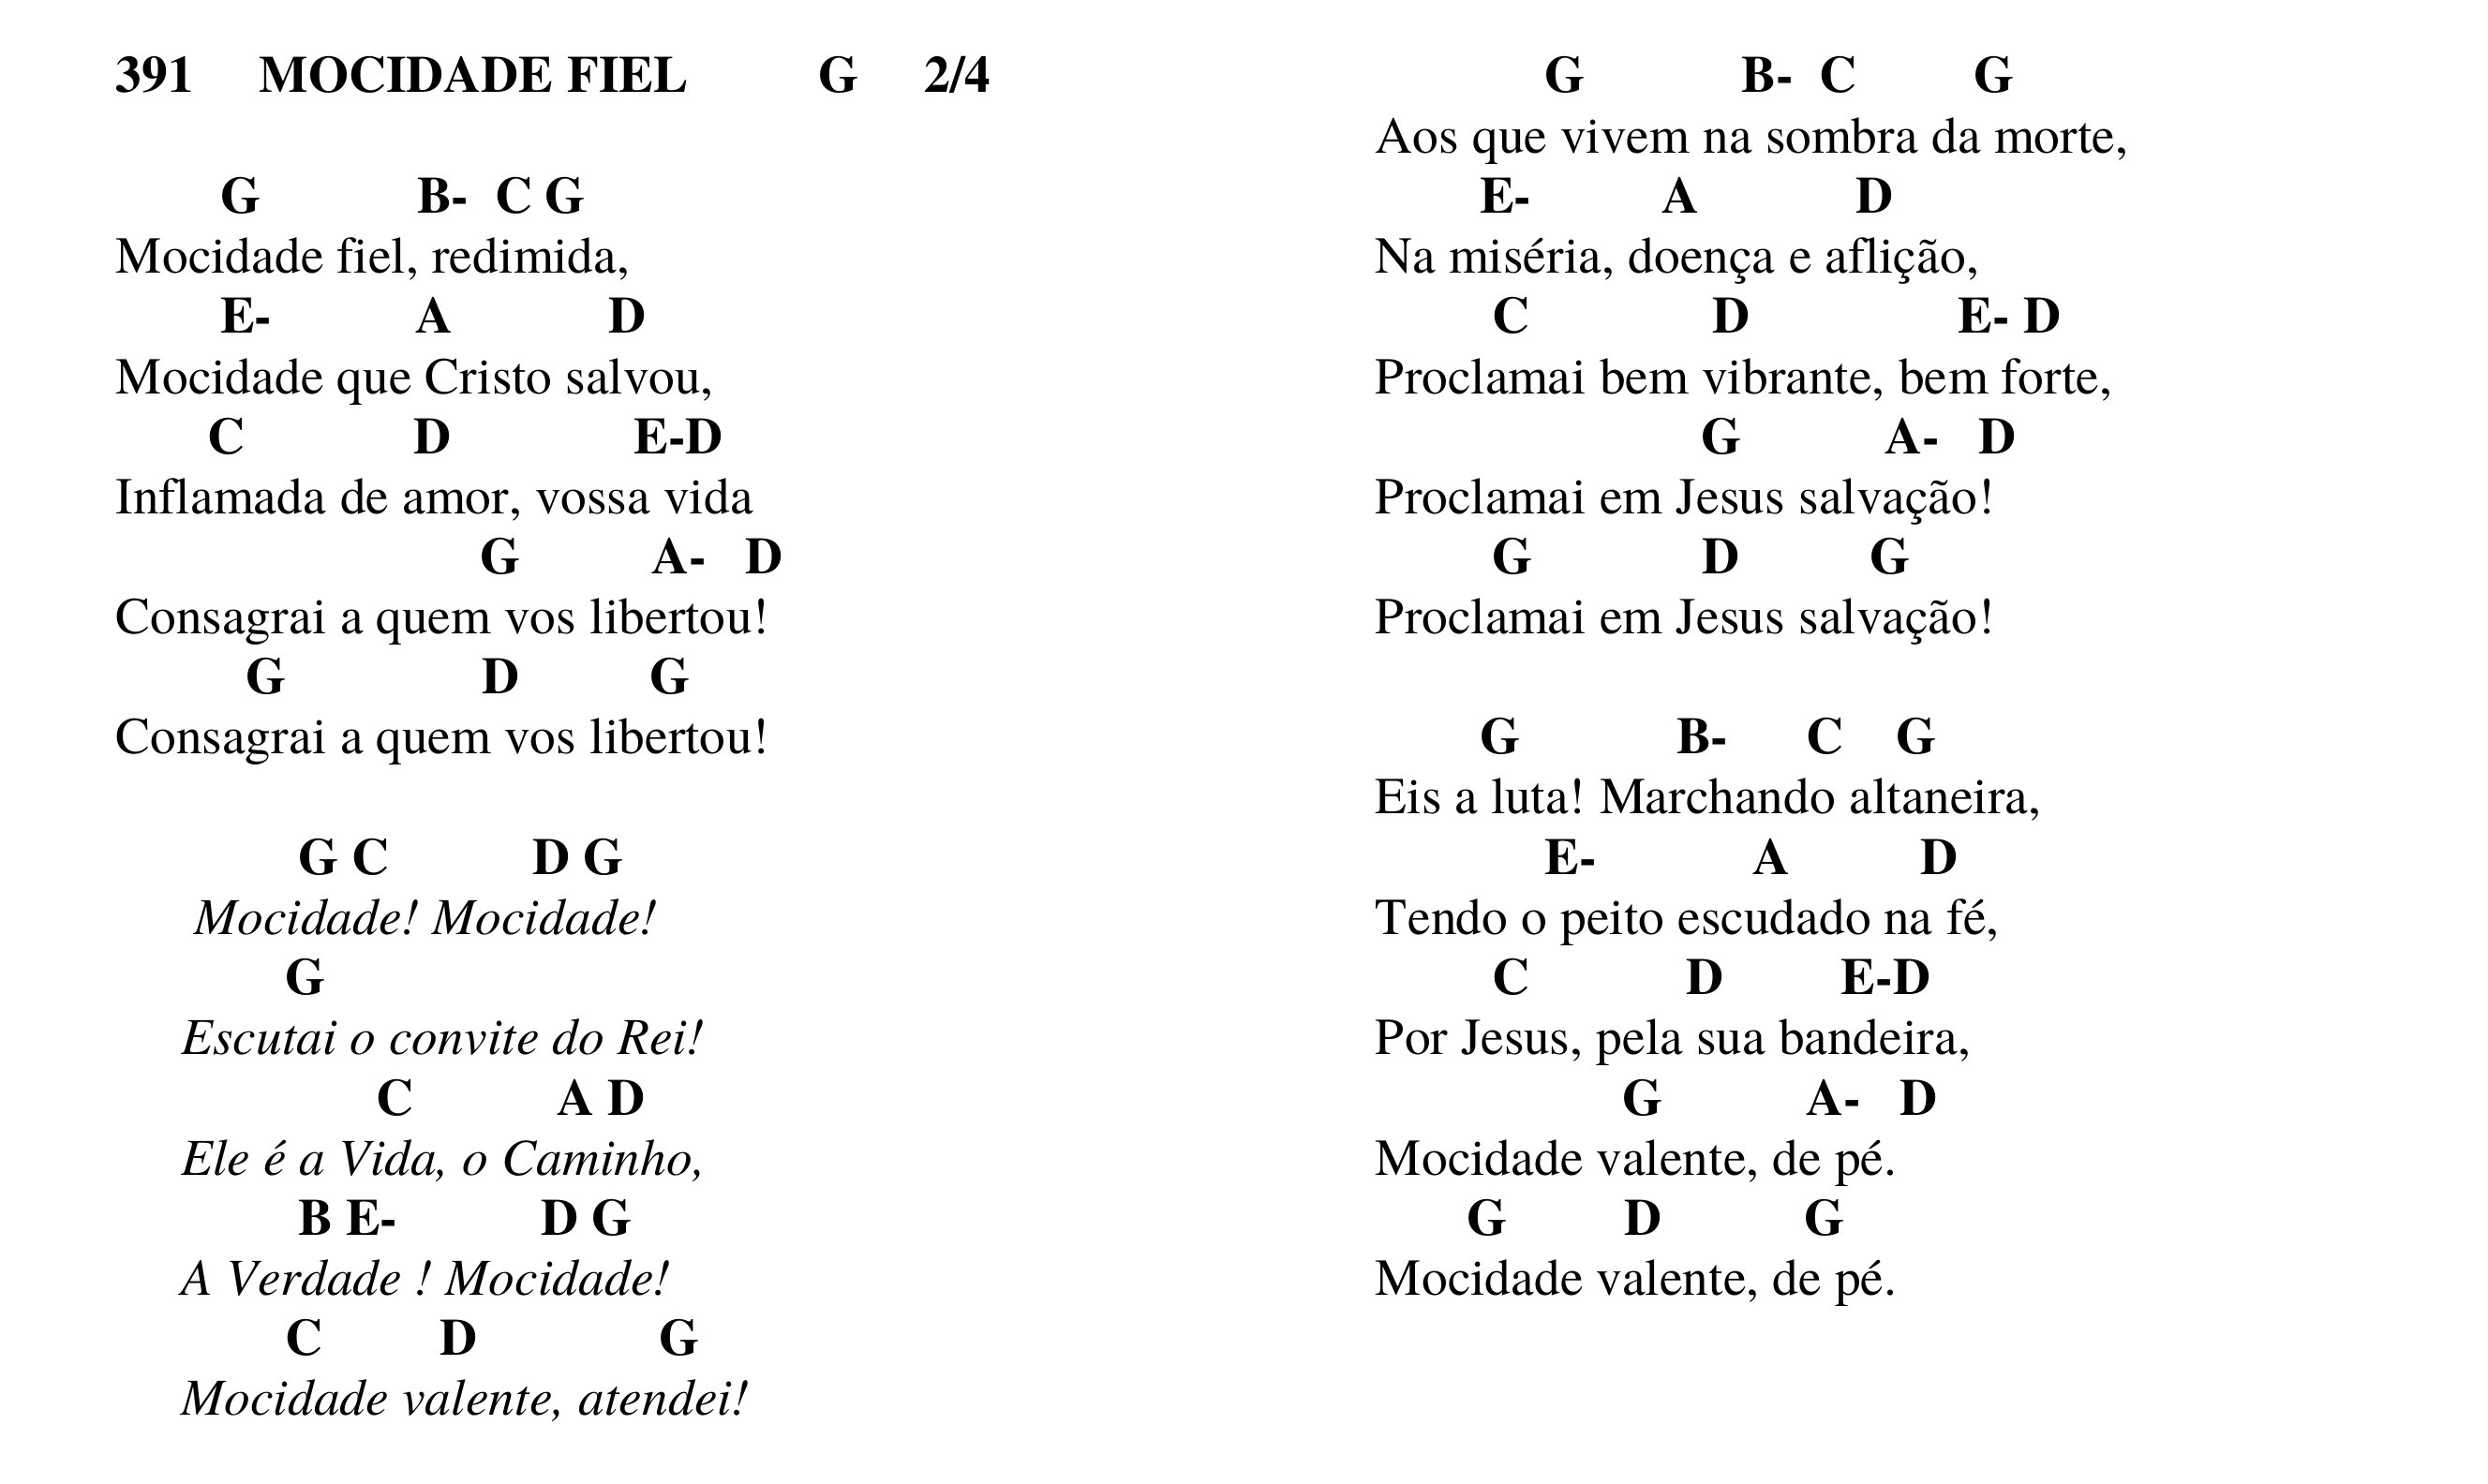 391 MOCIDADE FIEL G 2/4
G B- C G
Mocidade fiel, redimida,
E- A D
Mocidade que Cristo salvou,
C D E-D
Inflamada de amor, vossa vida
G A- D
Consagrai a quem vos libertou!
G D G
Consagrai a quem vos libertou!
G C D G
Mocidade! Mocidade!
G
Escutai o convite do Rei!
C A D
Ele é a Vida, o Caminho,
B E- D G
A Verdade ! Mocidade!
C D G
Mocidade valente, atendei!
G B- C G
Aos que vivem na sombra da morte,
E- A D
Na miséria, doença e aflição,
C D E- D
Proclamai bem vibrante, bem forte,
G A- D
Proclamai em Jesus salvação!
G D G
Proclamai em Jesus salvação!
G B- C G
Eis a luta! Marchando altaneira,
E- A D
Tendo o peito escudado na fé,
C D E-D
Por Jesus, pela sua bandeira,
G A- D
Mocidade valente, de pé.
G D G
Mocidade valente, de pé.